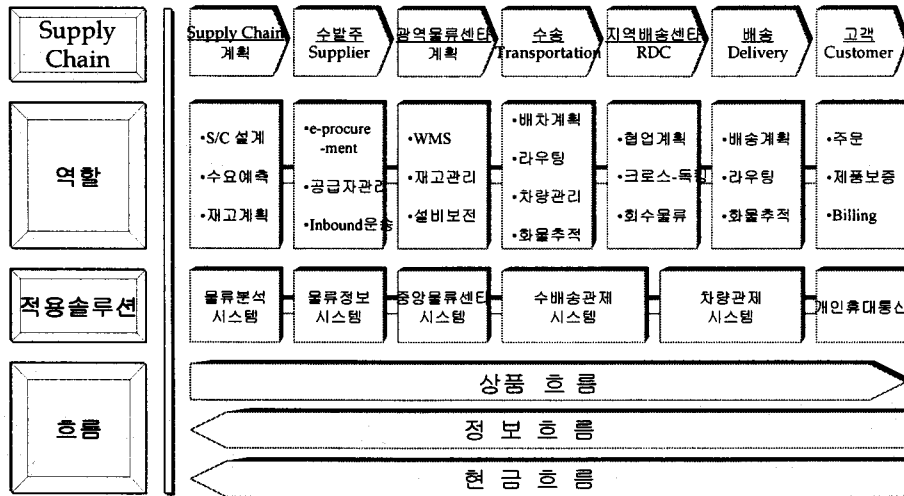 Supply
Chain
Supply Chain
계획
수발주
Supplier
광역물류센타
계획
수송
Transportation
지역배송센타
RDC
배송
Delivery
고객
Customer
역할
•S/C 설계
•수요예측
•재고계획
•e-procure
-ment
•공급자관리
•Inbound운송
•WMS
•재고관리
•설비보전
•배차계획
•라우팅
•차량관리
•화물추적
•협업계획
•크로스-독킹
•회수물류
•배송계획
•라우팅
•화물추적
•주문
•제품보증
•Billing
적용솔루션
물류분석
시스템
물류정보
시스템
중앙물류센타
시스템
수배송관제
시스템
차량관제
시스템
개인휴대통신
흐름
상품 흐름
정보흐름
현금흐름